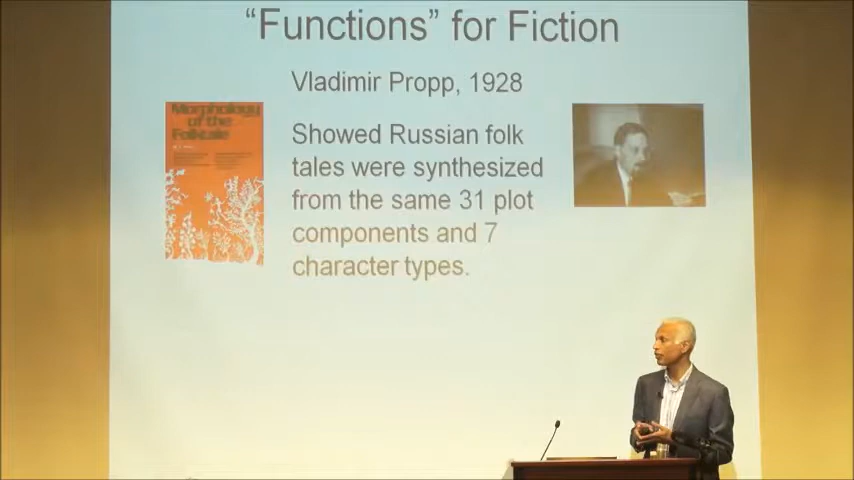 “Functions” for Fiction
Vladimir Propp, 1928
Morphology
of the
Folktale
Showed Russian folk
tales were synthesized
from the same 31 plot
components and 7
character types.